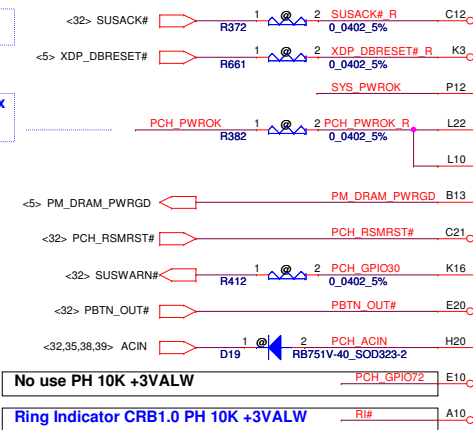 <32> SUSACK# 1 @ 2 SUSACK#_R C12
R372 0_0402_5%
<5> XDP_DBRESET# 1 @ 2 XDP_DBRESET#_R K3
R661 0_0402_5%
SYS_PWROK P12
x
PCH_PWROK 1 @ 2 PCH_PWROK_R L22
R382 0_0402_5%
L10
<5> PM_DRAM_PWRGD PM_DRAM_PWRGD B13
<32> PCH_RSMRST# PCH_RSMRST# C21
<32> SUSWARN# 1 @ 2 PCH_GPIO30 K16
R412 0_0402_5%
<32> PBTN_OUT# PBTN_OUT# E20
<32,35,38,39> ACIN 1 @ 2 PCH_ACIN H20
D19 RB751V-40_SOD323-2
No use PH 10K +3VALW PCH_GPIO72 E10
Ring Indicator CRB1.0 PH 10K +3VALW RI# A10